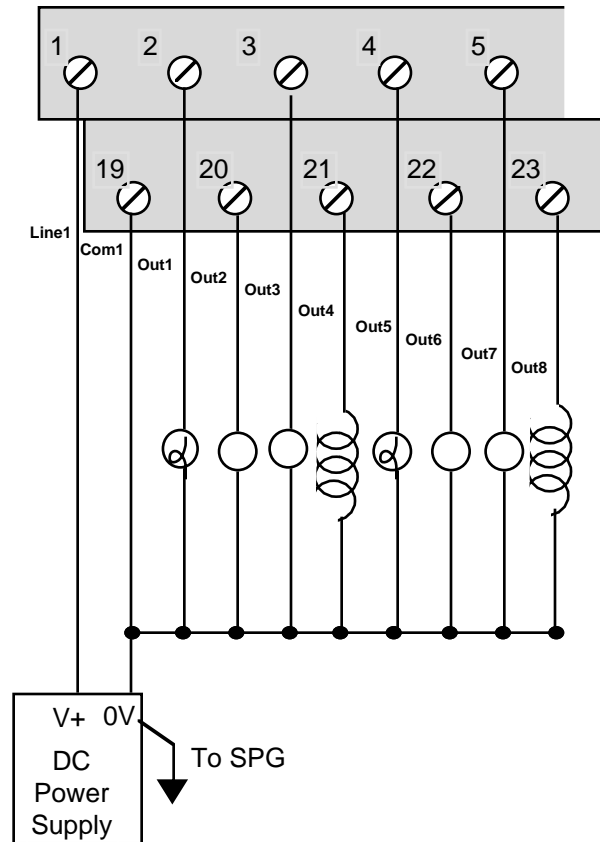 1 2 3 4 5
19 20 21 22 23
Line1
Com1
Out1
Out2
Out3
Out4
Out5
Out6
Out7
Out8
V+ 0V
To SPG
DC
Power
Supply